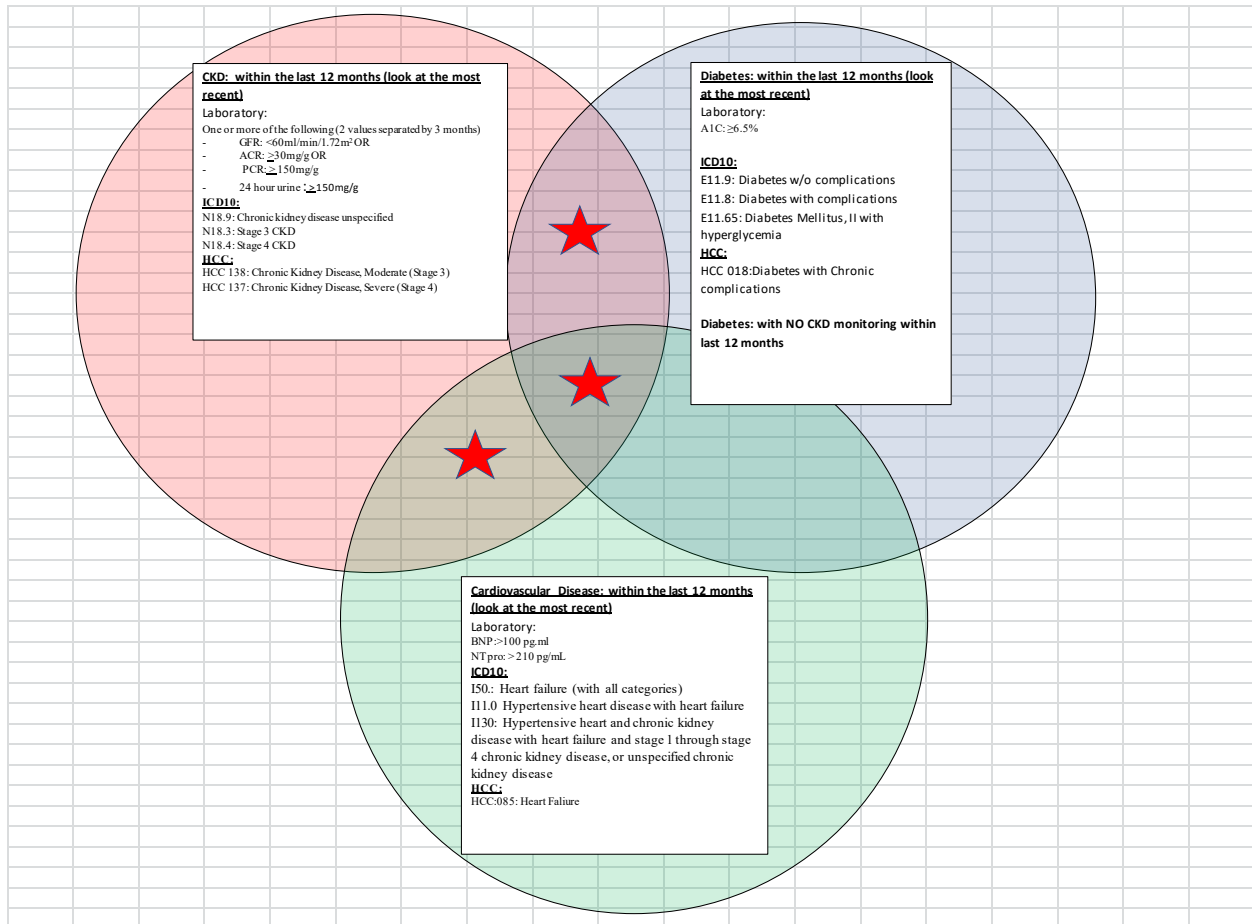 CKD: within the last 12 months (look at the most
recent)
Laboratory:
One or more of the following (2 values separated by 3 months)
- GFR: <60ml/min/1.72m² OR
- ACR: ≥30mg/g OR
- PCR: ≥150mg/g
- 24 hour urine : ≥150mg/g
ICD10:
N18.9: Chronic kidney disease unspecified
N18.3: Stage 3 CKD
N18.4: Stage 4 CKD
HCC:
HCC 138: Chronic Kidney Disease, Moderate (Stage 3)
HCC 137: Chronic Kidney Disease, Severe (Stage 4)
Diabetes: within the last 12 months (look
at the most recent)
Laboratory:
A1C: ≥6.5%
ICD10:
E11.9: Diabetes w/o complications
E11.8: Diabetes with complications
E11.65: Diabetes Mellitus, II with
hyperglycemia
HCC:
HCC 018:Diabetes with Chronic
complications
Diabetes: with NO CKD monitoring within
last 12 months
Cardiovascular Disease: within the last 12 months
(look at the most recent)
Laboratory:
BNP:>100 pg.ml
NTpro: >210 pg/mL
ICD10:
I50.: Heart failure (with all categories)
I11.0 Hypertensive heart disease with heart failure
I130: Hypertensive heart and chronic kidney
disease with heart failure and stage 1 through stage
4 chronic kidney disease, or unspecified chronic
kidney disease
HCC:
HCC:085: Heart Faliure